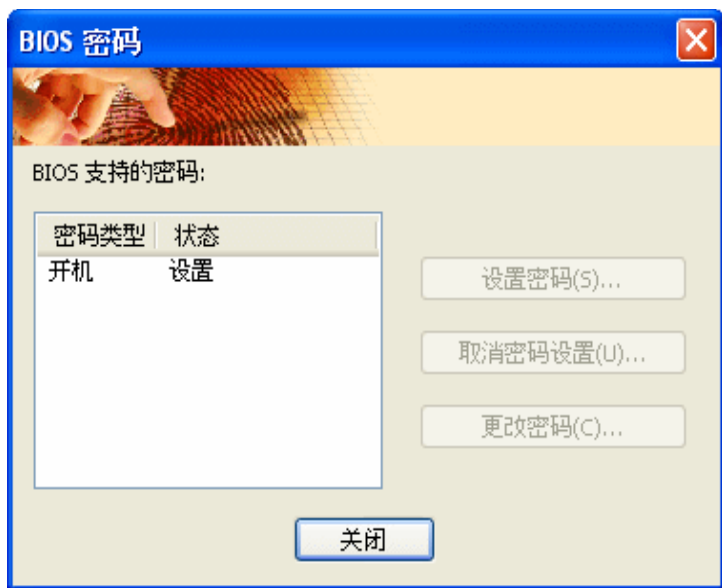 BIOS 密码
BIOS 支持的密码:
密码类型 状态
开机 设置
设置密码(S)...
取消密码设置(U)...
更改密码(C)...
关闭